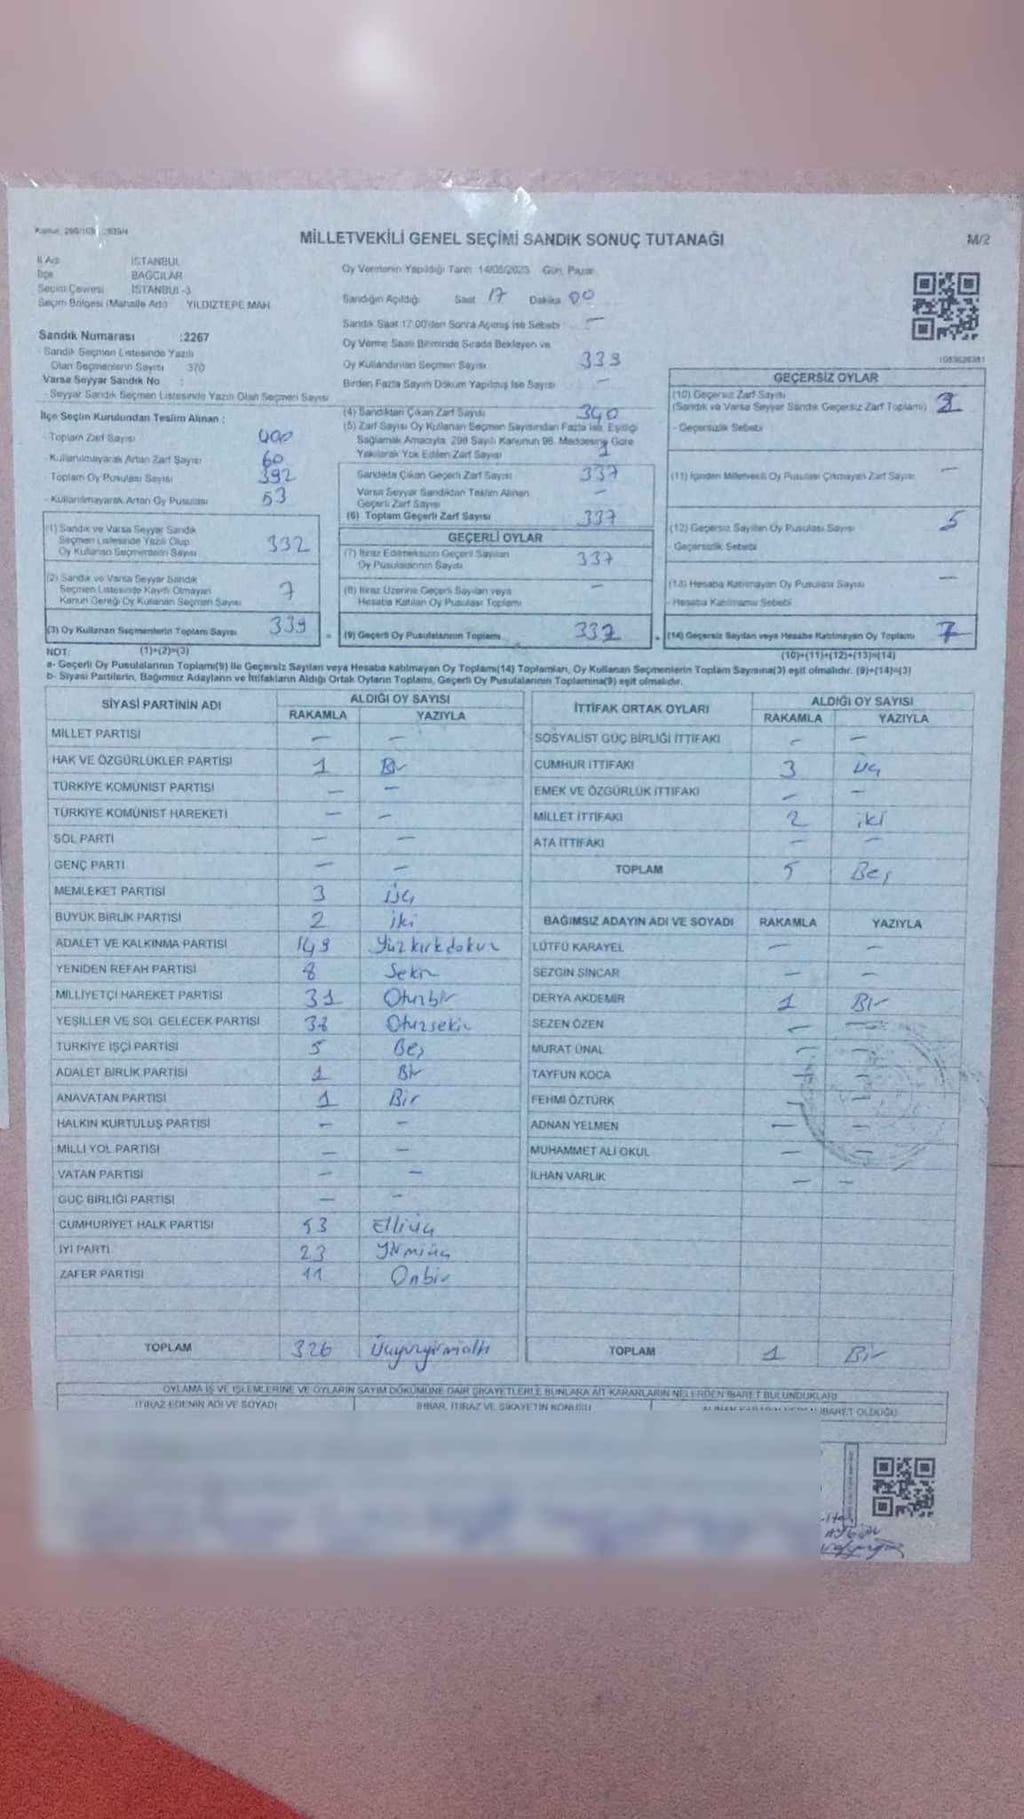 MİLLETVEKİLİ GENEL SEÇİMİ SANDIK SONUÇ TUTANAĞI
M/2
İl Adı İSTANBUL
İlçe BAĞCILAR
Seçim Çevresi İSTANBUL-3
Seçim Bölgesi (Mahalle Adı) YILDIZTEPE MAH.
Oy Vermenin Yapıldığı Tarih 14/05/2023 Gün, Pazar
Sandığın Açıldığı Saat 17 Dakika 00
Sandık Saat 17:00'den Sonra Açılmış İse Sebebi -
Oy Verme Saati Bitiminde Sırada Bekleyen ve
Oy Kullandırılan Seçmen Sayısı 339
Birden Fazla Sayım Döküm Yapılmış İse Sayısı -
Sandık Numarası :2267
- Sandık Seçmen Listesinde Yazılı
Olan Seçmenlerin Sayısı 370
Varsa Seyyar Sandık No :
- Seyyar Sandık Seçmen Listesinde Yazılı Olan Seçmen Sayısı
İlçe Seçim Kurulundan Teslim Alınan :
- Toplam Zarf Sayısı 400
- Kullanılmayarak Artan Zarf Sayısı 60
- Toplam Oy Pusulası Sayısı 392
- Kullanılmayarak Artan Oy Pusulası 53
(1) Sandık ve Varsa Seyyar Sandık
Seçmen Listesinde Yazılı Olup
Oy Kullanan Seçmenlerin Sayısı 332
(2) Sandık ve Varsa Seyyar Sandık
Seçmen Listesinde Kayıtlı Olmayan
Kanun Gereği Oy Kullanan Seçmen Sayısı 7
(3) Oy Kullanan Seçmenlerin Toplam Sayısı 339
(4) Sandıktan Çıkan Zarf Sayısı 340
(5) Zarf Sayısı Oy Kullanan Seçmen Sayısından Fazla İse, Eşitliği
Sağlamak Amacıyla, 298 Sayılı Kanunun 98. Maddesine Göre
Yakılarak Yok Edilen Zarf Sayısı 1
Sandıkta Çıkan Geçerli Zarf Sayısı 337
Varsa Seyyar Sandıktan Teslim Alınan
Geçerli Zarf Sayısı -
(6) Toplam Geçerli Zarf Sayısı 337
GEÇERLİ OYLAR
(7) İtiraz Edilmeksizin Geçerli Sayılan
Oy Pusulalarının Sayısı 337
(8) İtiraz Üzerine Geçerli Sayılan veya
Hesaba Katılan Oy Pusulası Toplamı -
(9) Geçerli Oy Pusulalarının Toplamı 332
GEÇERSİZ OYLAR
(10) Geçersiz Zarf Sayısı
(Sandık ve Varsa Seyyar Sandık Geçersiz Zarf Toplamı) 2
- Geçersizlik Sebebi :
(11) İçinden Milletvekili Oy Pusulası Çıkmayan Zarf Sayısı -
(12) Geçersiz Sayılan Oy Pusulası Sayısı 5
- Geçersizlik Sebebi
(13) Hesaba Katılmayan Oy Pusulası Sayısı -
- Hesaba Katılmama Sebebi
(14) Geçersiz Sayılan veya Hesaba Katılmayan Oy Toplamı 7
NOT: (1)+(2)=(3)
(10)+(11)+(12)+(13)=(14)
a- Geçerli Oy Pusulalarının Toplamı(9) ile Geçersiz Sayılan veya Hesaba katılmayan Oy Toplamı(14) Toplamları, Oy Kullanan Seçmenlerin Toplam Sayısına(3) eşit olmalıdır. (9)+(14)=(3)
b- Siyasi Partilerin, Bağımsız Adayların ve İttifakların Aldığı Ortak Oyların Toplamı, Geçerli Oy Pusulalarının Toplamına(9) eşit olmalıdır.
SİYASİ PARTİNİN ADI ALDIĞI OY SAYISI
RAKAMLA YAZIYLA
MİLLET PARTİSİ - -
HAK VE ÖZGÜRLÜKLER PARTİSİ 1 Bir
TÜRKİYE KOMÜNİST PARTİSİ - -
TÜRKİYE KOMÜNİST HAREKETİ - -
SOL PARTİ - -
GENÇ PARTİ - -
MEMLEKET PARTİSİ 3 Üç
BÜYÜK BİRLİK PARTİSİ 2 İki
ADALET VE KALKINMA PARTİSİ 149 Yüzkırkdokuz
YENİDEN REFAH PARTİSİ 8 Sekiz
MİLLİYETÇİ HAREKET PARTİSİ 31 Otuzbir
YEŞİLLER VE SOL GELECEK PARTİSİ 38 Otuzsekiz
TÜRKİYE İŞÇİ PARTİSİ 5 Beş
ADALET BİRLİK PARTİSİ 1 Bir
ANAVATAN PARTİSİ 1 Bir
HALKIN KURTULUŞ PARTİSİ - -
MİLLİ YOL PARTİSİ - -
VATAN PARTİSİ - -
GÜÇ BİRLİĞİ PARTİSİ - -
CUMHURİYET HALK PARTİSİ 53 Elliüç
İYİ PARTİ 23 Yirmiüç
ZAFER PARTİSİ 11 Onbir
TOPLAM 326 Üçyüzyirmialtı
İTTİFAK ORTAK OYLARI ALDIĞI OY SAYISI
RAKAMLA YAZIYLA
SOSYALİST GÜÇ BİRLİĞİ İTTİFAKI - -
CUMHUR İTTİFAKI 3 üç
EMEK VE ÖZGÜRLÜK İTTİFAKI - -
MİLLET İTTİFAKI 2 iki
ATA İTTİFAKI - -
TOPLAM 5 Beş
BAĞIMSIZ ADAYIN ADI VE SOYADI RAKAMLA YAZIYLA
LÜTFÜ KARAYEL - -
SEZGİN SİNCAR - -
DERYA AKDEMİR 1 Bir
SEZEN ÖZEN - -
MURAT ÜNAL - -
TAYFUN KOCA - -
FEHMİ ÖZTÜRK - -
ADNAN YELMEN - -
MUHAMMET ALİ OKUL - -
İLHAN VARLIK - -
TOPLAM 1 Bir
OYLAMA İŞ VE İŞLEMLERİNE VE OYLARIN SAYIM DÖKÜMÜNE DAİR ŞİKAYETLERLE BUNLARA AİT KARARLARIN NELERDEN İBARET BULUNDUKLARI
İTİRAZ EDENİN ADI VE SOYADI İHBAR, İTİRAZ VE ŞİKAYETİN KONUSU İBARET OLDUĞU